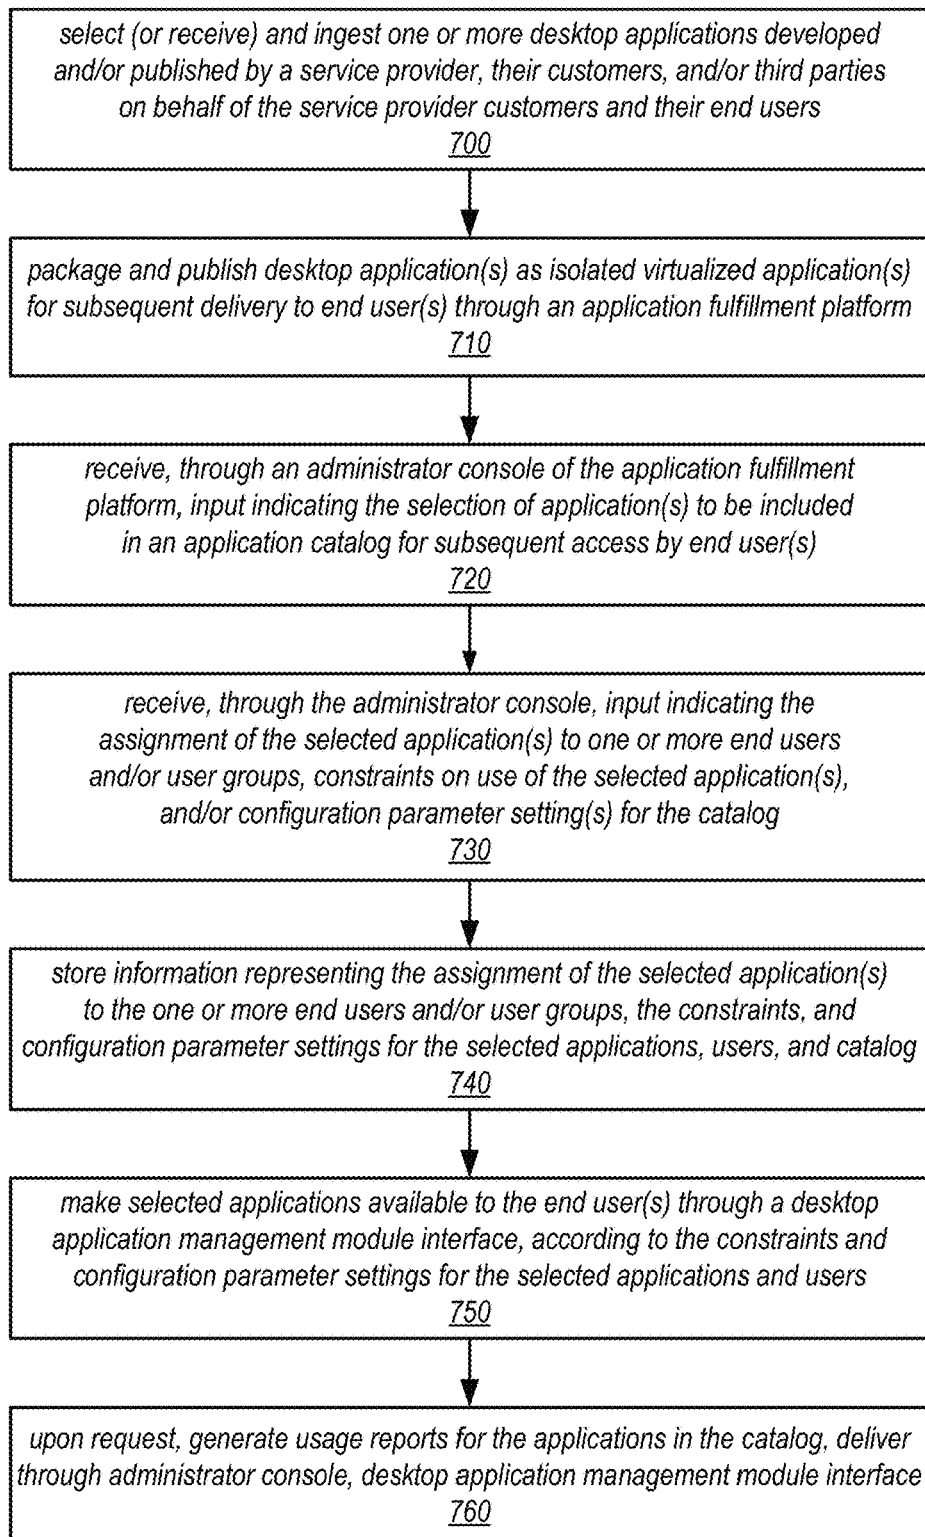 select (or receive) and ingest one or more desktop applications developed
and/or published by a service provider, their customers, and/or third parties
on behalf of the service provider customers and their end users
700
package and publish desktop application(s) as isolated virtualized application(s)
for subsequent delivery to end user(s) through an application fulfillment platform
710
receive, through an administrator console of the application fulfillment
platform, input indicating the selection of application(s) to be included
in an application catalog for subsequent access by end user(s)
720
receive, through the administrator console, input indicating the
assignment of the selected application(s) to one or more end users
and/or user groups, constraints on use of the selected application(s),
and/or configuration parameter setting(s) for the catalog
730
store information representing the assignment of the selected application(s)
to the one or more end users and/or user groups, the constraints, and
configuration parameter settings for the selected applications, users, and catalog
740
make selected applications available to the end user(s) through a desktop
application management module interface, according to the constraints and
configuration parameter settings for the selected applications and users
750
upon request, generate usage reports for the applications in the catalog, deliver
through administrator console, desktop application management module interface
760